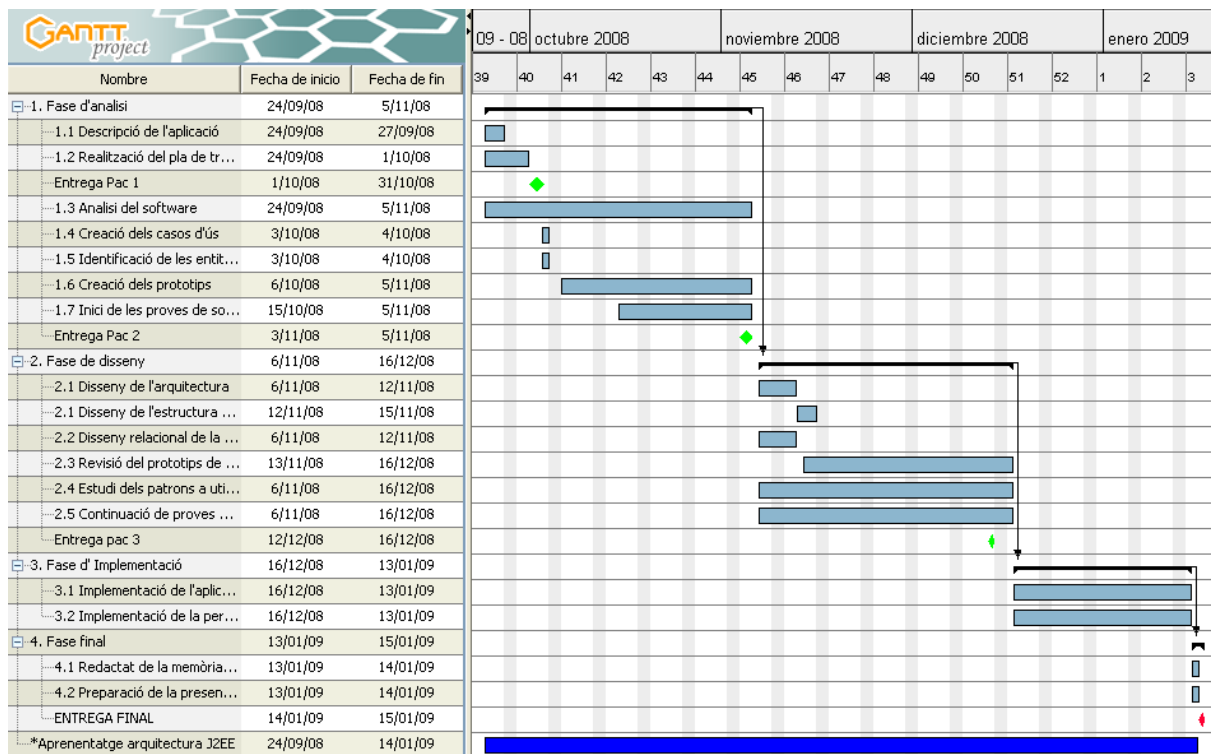 GANTT
project
09 - 08 octubre 2008 noviembre 2008 diciembre 2008 enero 2009
Nombre Fecha de inicio Fecha de fin 39 40 41 42 43 44 45 46 47 48 49 50 51 52 1 2 3
1. Fase d'analisi 24/09/08 5/11/08
1.1 Descripció de l'aplicació 24/09/08 27/09/08
1.2 Realització del pla de tr... 24/09/08 1/10/08
Entrega Pac 1 1/10/08 31/10/08
1.3 Analisi del software 24/09/08 5/11/08
1.4 Creació dels casos d'ús 3/10/08 4/10/08
1.5 Identificació de les entit... 3/10/08 4/10/08
1.6 Creació dels prototips 6/10/08 5/11/08
1.7 Inici de les proves de so... 15/10/08 5/11/08
Entrega Pac 2 3/11/08 5/11/08
2. Fase de disseny 6/11/08 16/12/08
2.1 Disseny de l'arquitectura 6/11/08 12/11/08
2.1 Disseny de l'estructura ... 12/11/08 15/11/08
2.2 Disseny relacional de la ... 6/11/08 12/11/08
2.3 Revisió del prototips de ... 13/11/08 16/12/08
2.4 Estudi dels patrons a uti... 6/11/08 16/12/08
2.5 Continuació de proves ... 6/11/08 16/12/08
Entrega pac 3 12/12/08 16/12/08
3. Fase d' Implementació 16/12/08 13/01/09
3.1 Implementació de l'aplic... 16/12/08 13/01/09
3.2 Implementació de la per... 16/12/08 13/01/09
4. Fase final 13/01/09 15/01/09
4.1 Redactat de la memòria... 13/01/09 14/01/09
4.2 Preparació de la presen... 13/01/09 14/01/09
ENTREGA FINAL 14/01/09 15/01/09
*Aprenentatge arquitectura J2EE 24/09/08 14/01/09